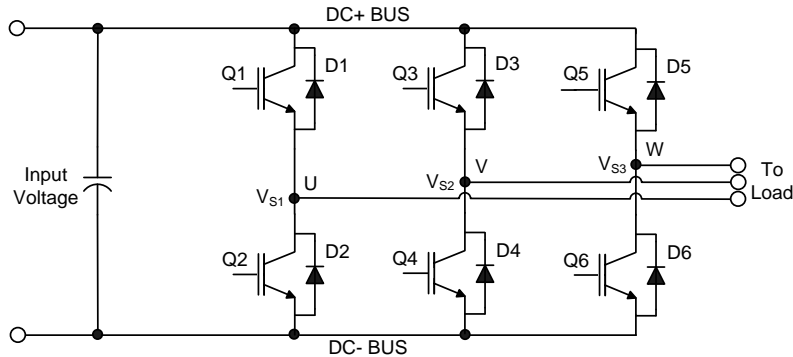 DC+ BUS
Q1
D1
Q3
D3
Q5
D5
Input
Voltage
U
V
W
VS1
VS2
VS3
To
Load
Q2
D2
Q4
D4
Q6
D6
DC- BUS